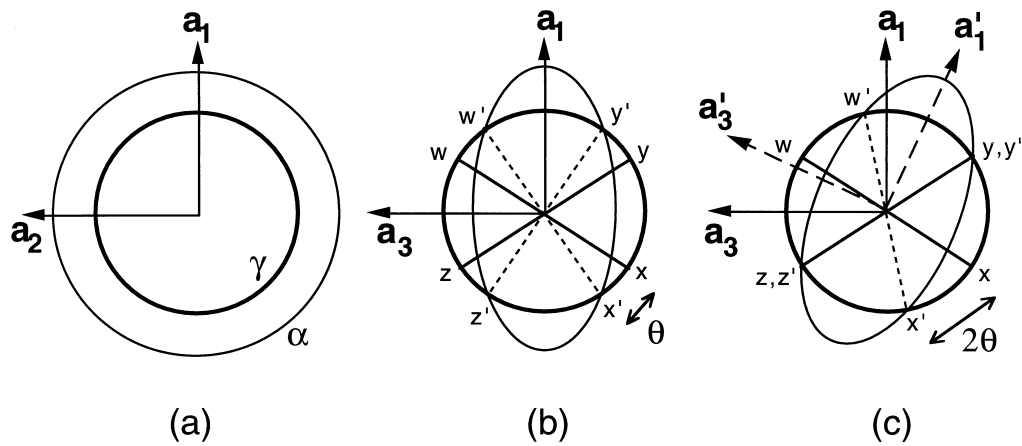 a1
a2
γ
α
(a)
a1
w'
y'
w
y
a3
z
x
z'
x'
θ
(b)
a1
a'1
a'3
w'
w
y,y'
a3
z,z'
x
x'
2θ
(c)